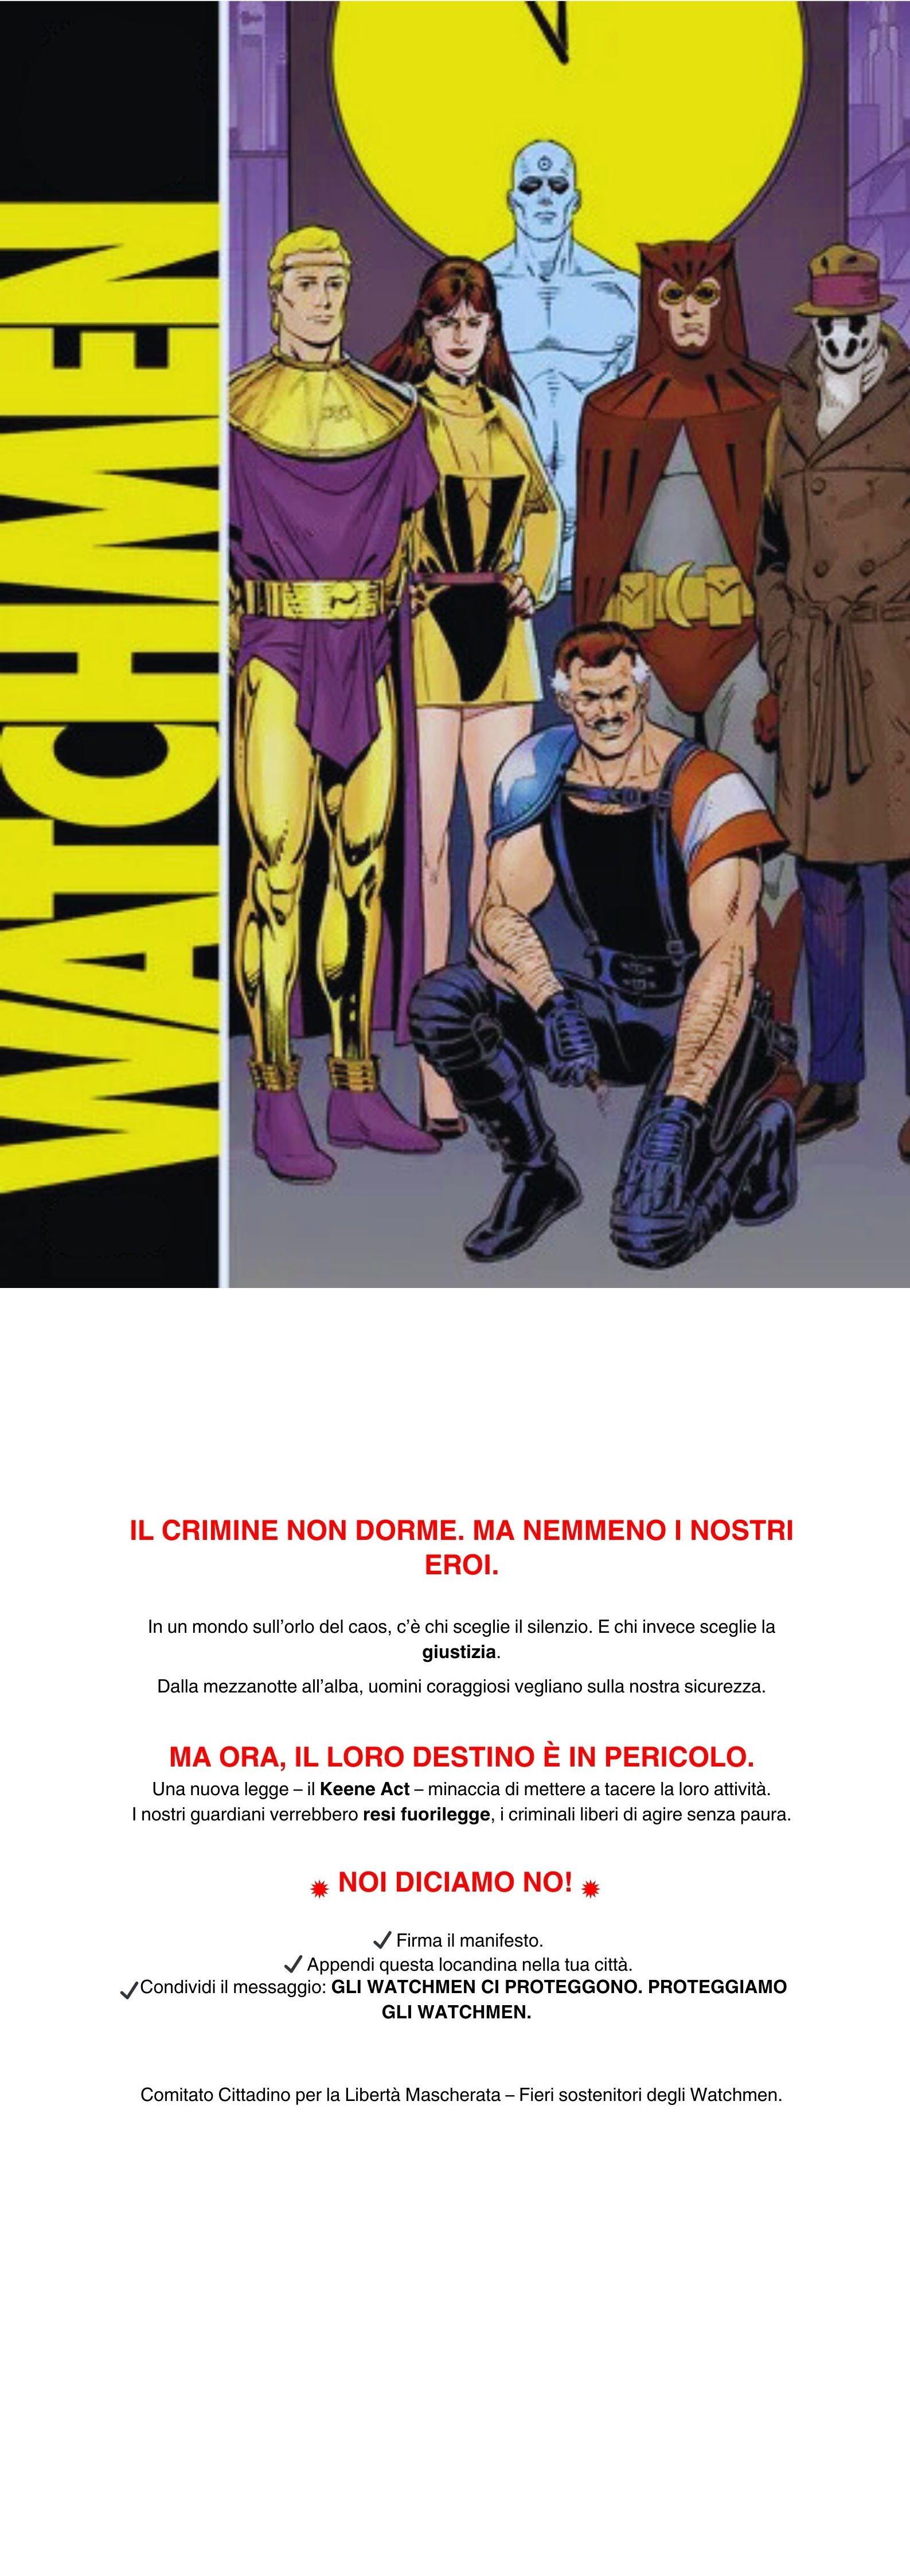 WATCHMEN
IL CRIMINE NON DORME. MA NEMMENO I NOSTRI
EROI.
In un mondo sull’orlo del caos, c’è chi sceglie il silenzio. E chi invece sceglie la
giustizia.
Dalla mezzanotte all’alba, uomini coraggiosi vegliano sulla nostra sicurezza.
MA ORA, IL LORO DESTINO È IN PERICOLO.
Una nuova legge – il Keene Act – minaccia di mettere a tacere la loro attività.
I nostri guardiani verrebbero resi fuorilegge, i criminali liberi di agire senza paura.
NOI DICIAMO NO!
✓ Firma il manifesto.
✓ Appendi questa locandina nella tua città.
✓Condividi il messaggio: GLI WATCHMEN CI PROTEGGONO. PROTEGGIAMO
GLI WATCHMEN.
Comitato Cittadino per la Libertà Mascherata – Fieri sostenitori degli Watchmen.